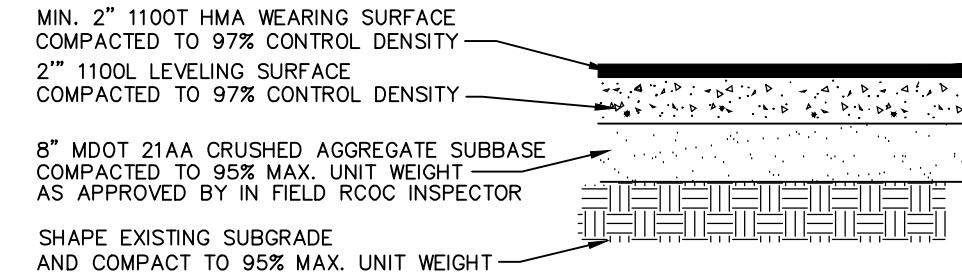 MIN. 2" 1100T HMA WEARING SURFACE
COMPACTED TO 97% CONTROL DENSITY
2'" 1100L LEVELING SURFACE
COMPACTED TO 97% CONTROL DENSITY
8" MDOT 21AA CRUSHED AGGREGATE SUBBASE
COMPACTED TO 95% MAX. UNIT WEIGHT
AS APPROVED BY IN FIELD RCOC INSPECTOR
SHAPE EXISTING SUBGRADE
AND COMPACT TO 95% MAX. UNIT WEIGHT